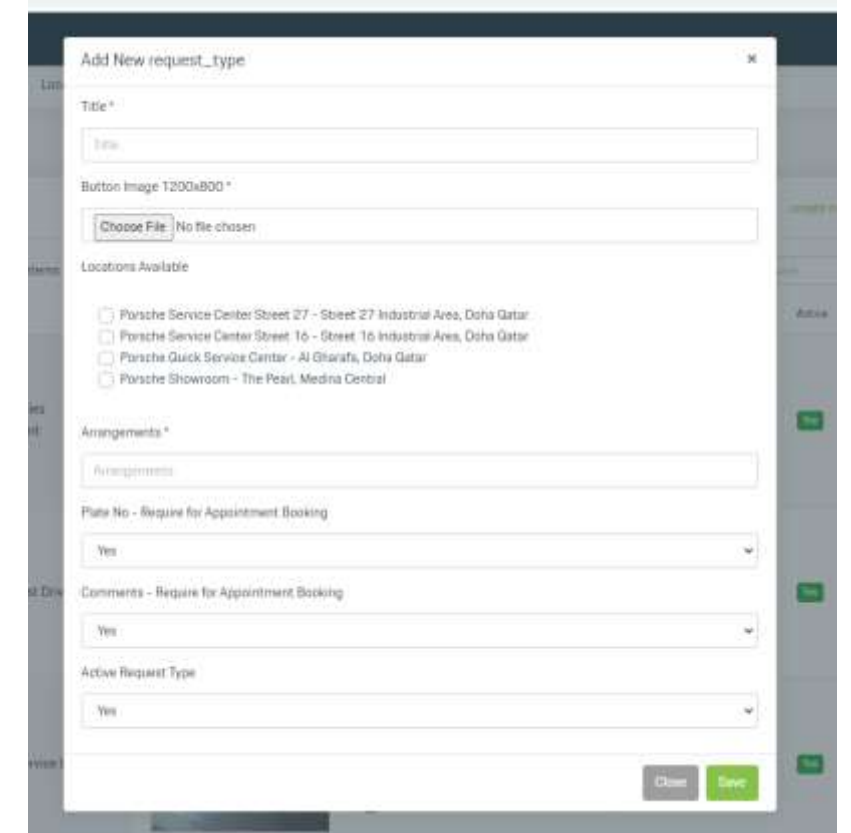 Add New request_type
×
Title *
Title
Button Image 1200x800 *
Choose File No file chosen
Locations Available
Porsche Service Center Street 27 - Street 27 Industrial Area, Doha Qatar
Porsche Service Center Street 16 - Street 16 Industrial Area, Doha Qatar
Porsche Quick Service Center - Al Gharafa, Doha Qatar
Porsche Showroom - The Pearl, Medina Central
Active
Yes
Arrangements *
Arrangements
Plate No - Require for Appointment Booking
Yes
Comments - Require for Appointment Booking
Yes
Yes
Active Request Type
Yes
Yes
Close Save